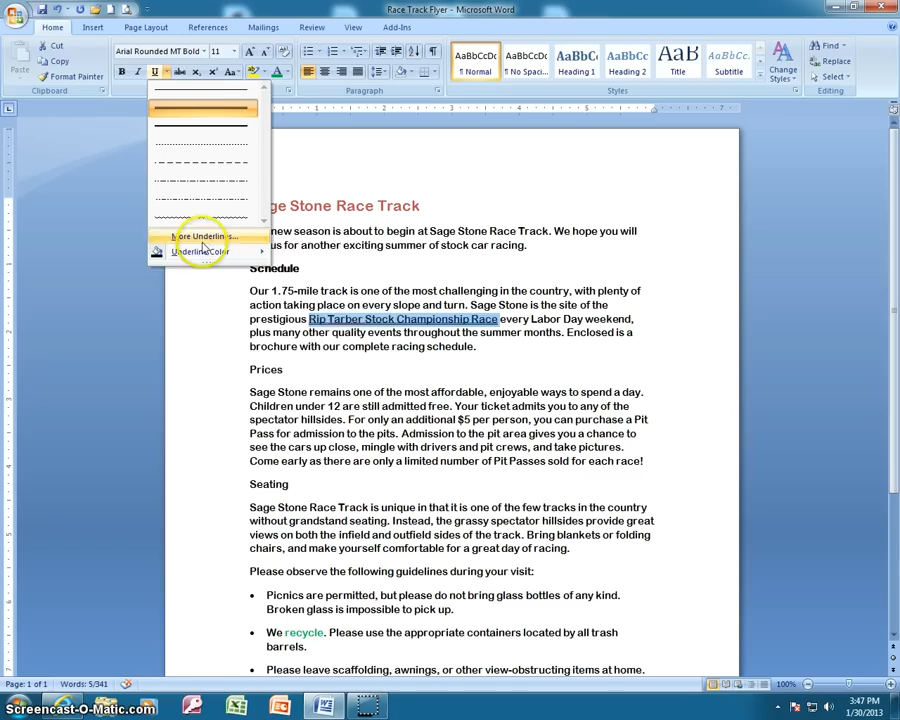 Race Track Flyer - Microsoft Word
Home Insert Page Layout References Mailings Review View Add-Ins
Paste
Cut
Copy
Format Painter
Clipboard
Arial Rounded MT Bold 11
Paragraph
AaBbCcDc AaBbCcDc AaBbCc AaBbCc AaB AaBbCcL
¶ Normal ¶ No Spaci... Heading 1 Heading 2 Title Subtitle
Change Styles
Styles
Find
Replace
Select
Editing
More Underlines...
Underline Color
ge Stone Race Track
new season is about to begin at Sage Stone Race Track. We hope you will
us for another exciting summer of stock car racing.
Schedule
Our 1.75-mile track is one of the most challenging in the country, with plenty of
action taking place on every slope and turn. Sage Stone is the site of the
prestigious Rip Tarber Stock Championship Race every Labor Day weekend,
plus many other quality events throughout the summer months. Enclosed is a
brochure with our complete racing schedule.
Prices
Sage Stone remains one of the most affordable, enjoyable ways to spend a day.
Children under 12 are still admitted free. Your ticket admits you to any of the
spectator hillsides. For only an additional $5 per person, you can purchase a Pit
Pass for admission to the pits. Admission to the pit area gives you a chance to
see the cars up close, mingle with drivers and pit crews, and take pictures.
Come early as there are only a limited number of Pit Passes sold for each race!
Seating
Sage Stone Race Track is unique in that it is one of the few tracks in the country
without grandstand seating. Instead, the grassy spectator hillsides provide great
views on both the infield and outfield sides of the track. Bring blankets or folding
chairs, and make yourself comfortable for a great day of racing.
Please observe the following guidelines during your visit:
• Picnics are permitted, but please do not bring glass bottles of any kind.
Broken glass is impossible to pick up.
• We recycle. Please use the appropriate containers located by all trash
barrels.
• Please leave scaffolding, awnings, or other view-obstructing items at home.
Page: 1 of 1 Words: 5/341
100%
Screencast-O-Matic.com
3:47 PM
1/30/2013